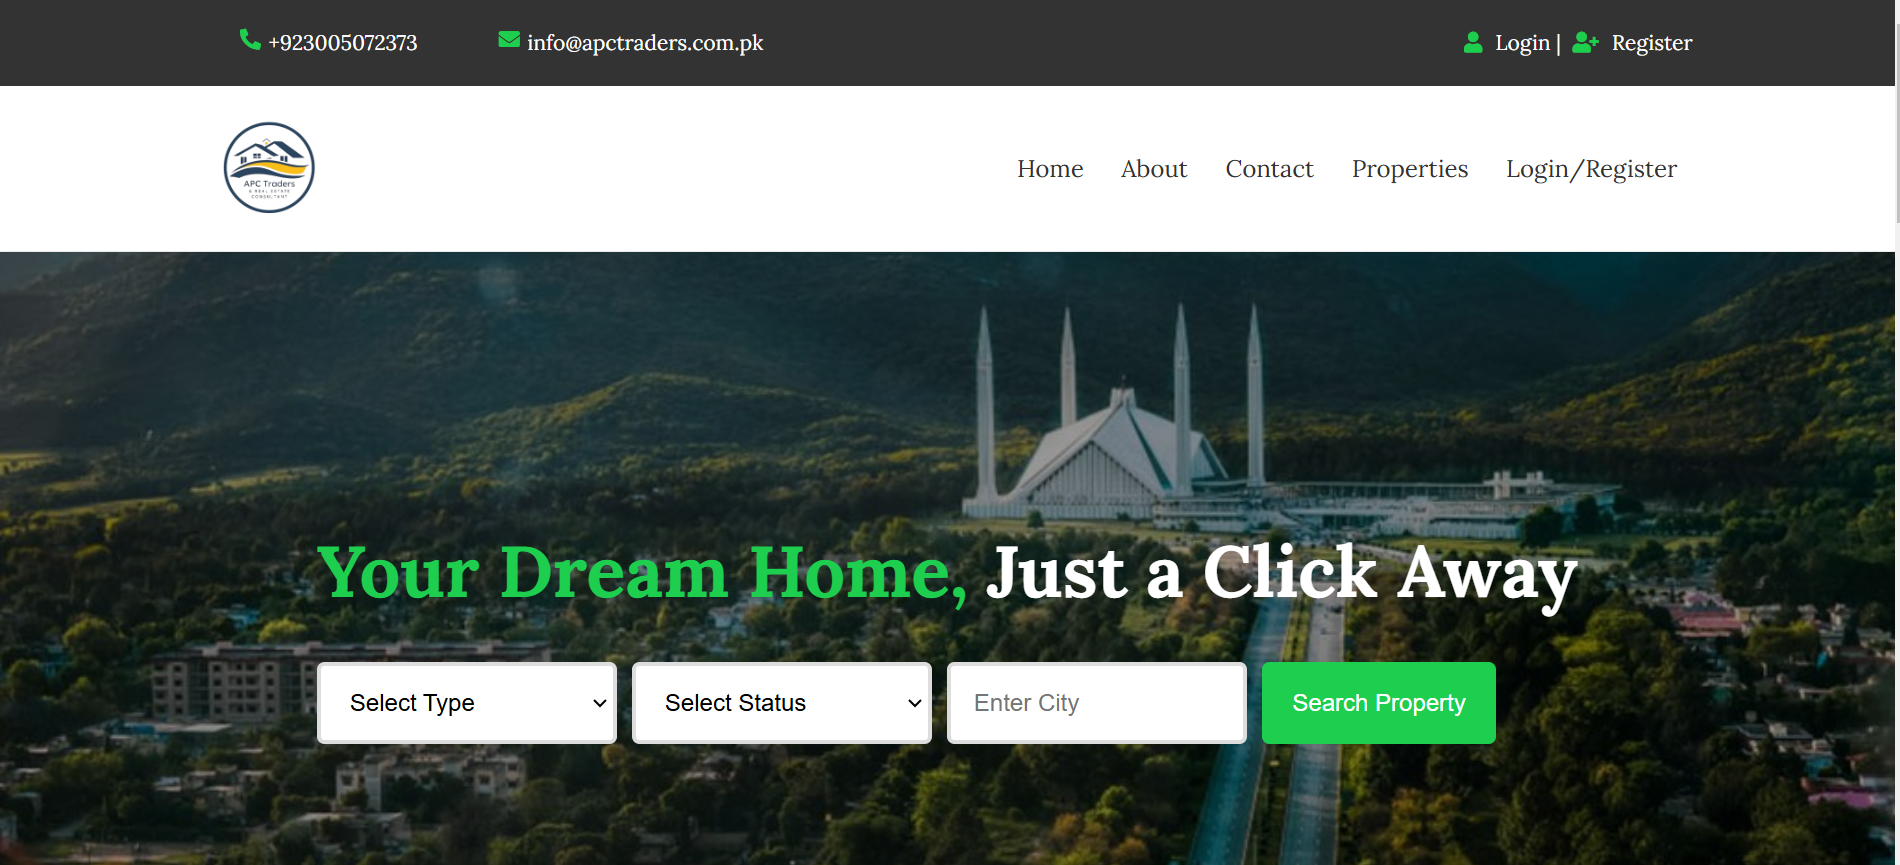 +923005072373 info@apctraders.com.pk Login | Register
APC Traders
& REAL ESTATE
CONSULTANT
Home About Contact Properties Login/Register
Your Dream Home, Just a Click Away
Select Type Select Status Enter City Search Property